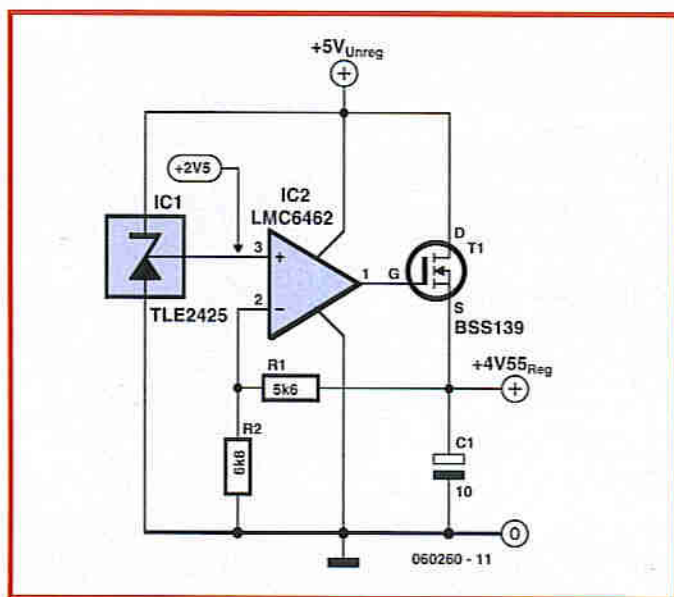 +5VUnreg
+
+2V5
IC1
IC2
LMC6462
D
T1
3
+
1
G
2
−
S
TLE2425
BSS139
R1
5k6
+4V55Reg
+
R2
6k8
C1
10
0
060260 - 11